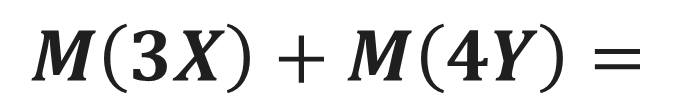 M(3X) + M(4Y) =